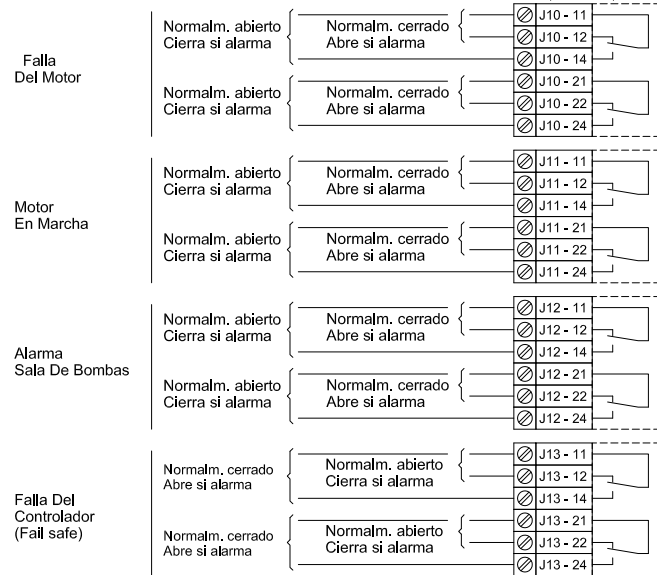 Falla
Del Motor
Normalm. abierto
Cierra si alarma
Normalm. cerrado
Abre si alarma
J10 - 11
J10 - 12
J10 - 14
Normalm. abierto
Cierra si alarma
Normalm. cerrado
Abre si alarma
J10 - 21
J10 - 22
J10 - 24
Motor
En Marcha
Normalm. abierto
Cierra si alarma
Normalm. cerrado
Abre si alarma
J11 - 11
J11 - 12
J11 - 14
Normalm. abierto
Cierra si alarma
Normalm. cerrado
Abre si alarma
J11 - 21
J11 - 22
J11 - 24
Alarma
Sala De Bombas
Normalm. abierto
Cierra si alarma
Normalm. cerrado
Abre si alarma
J12 - 11
J12 - 12
J12 - 14
Normalm. abierto
Cierra si alarma
Normalm. cerrado
Abre si alarma
J12 - 21
J12 - 22
J12 - 24
Falla Del
Controlador
(Fail safe)
Normalm. cerrado
Abre si alarma
Normalm. abierto
Cierra si alarma
J13 - 11
J13 - 12
J13 - 14
Normalm. cerrado
Abre si alarma
Normalm. abierto
Cierra si alarma
J13 - 21
J13 - 22
J13 - 24